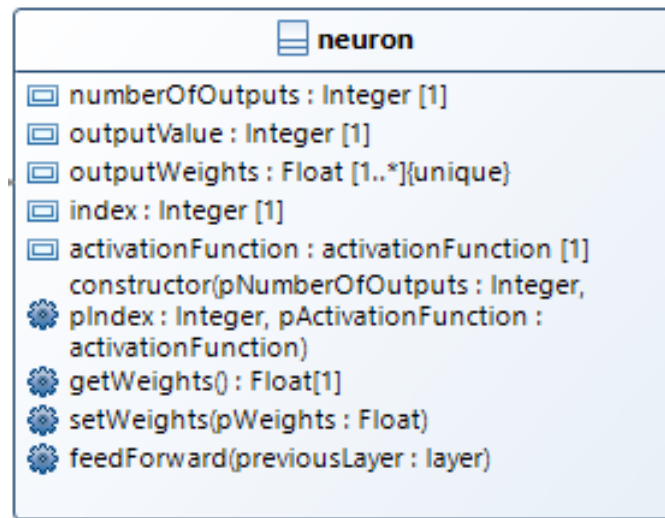 neuron
numberOfOutputs : Integer [1]
outputValue : Integer [1]
outputWeights : Float [1..*]{unique}
index : Integer [1]
activationFunction : activationFunction [1]
constructor(pNumberOfOutputs : Integer,
pIndex : Integer, pActivationFunction :
activationFunction)
getWeights() : Float[1]
setWeights(pWeights : Float)
feedForward(previousLayer : layer)